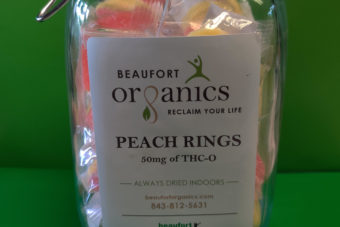 BEAUFORT
organics
RECLAIM YOUR LIFE
PEACH RINGS
50mg of THC-O
ALWAYS DRIED INDOORS
beaufortorganics.com
843-812-5631
beaufort